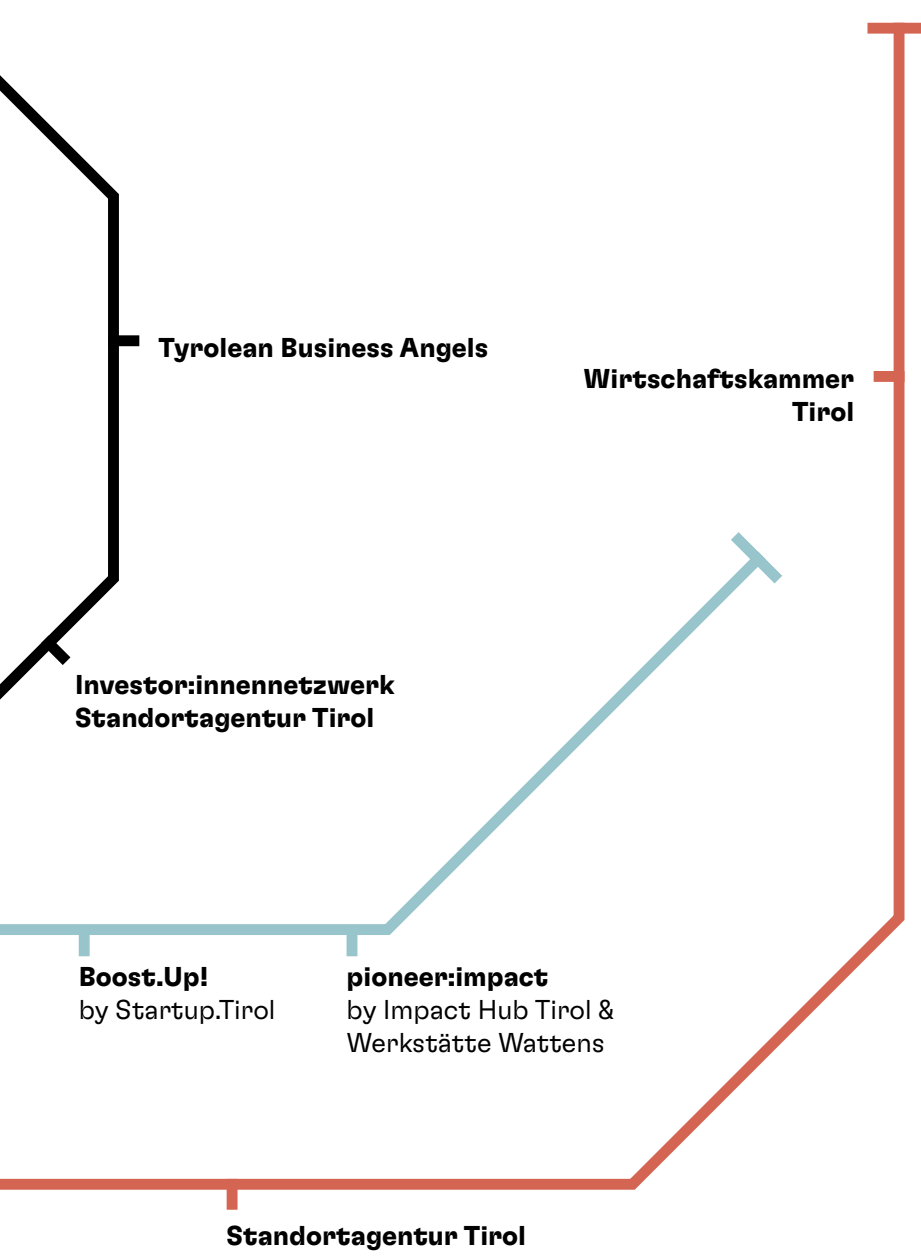 Tyrolean Business Angels
Wirtschaftskammer
Tirol
Investor:innennetzwerk
Standortagentur Tirol
Boost.Up!
by Startup.Tirol
pioneer:impact
by Impact Hub Tirol &
Werkstätte Wattens
Standortagentur Tirol